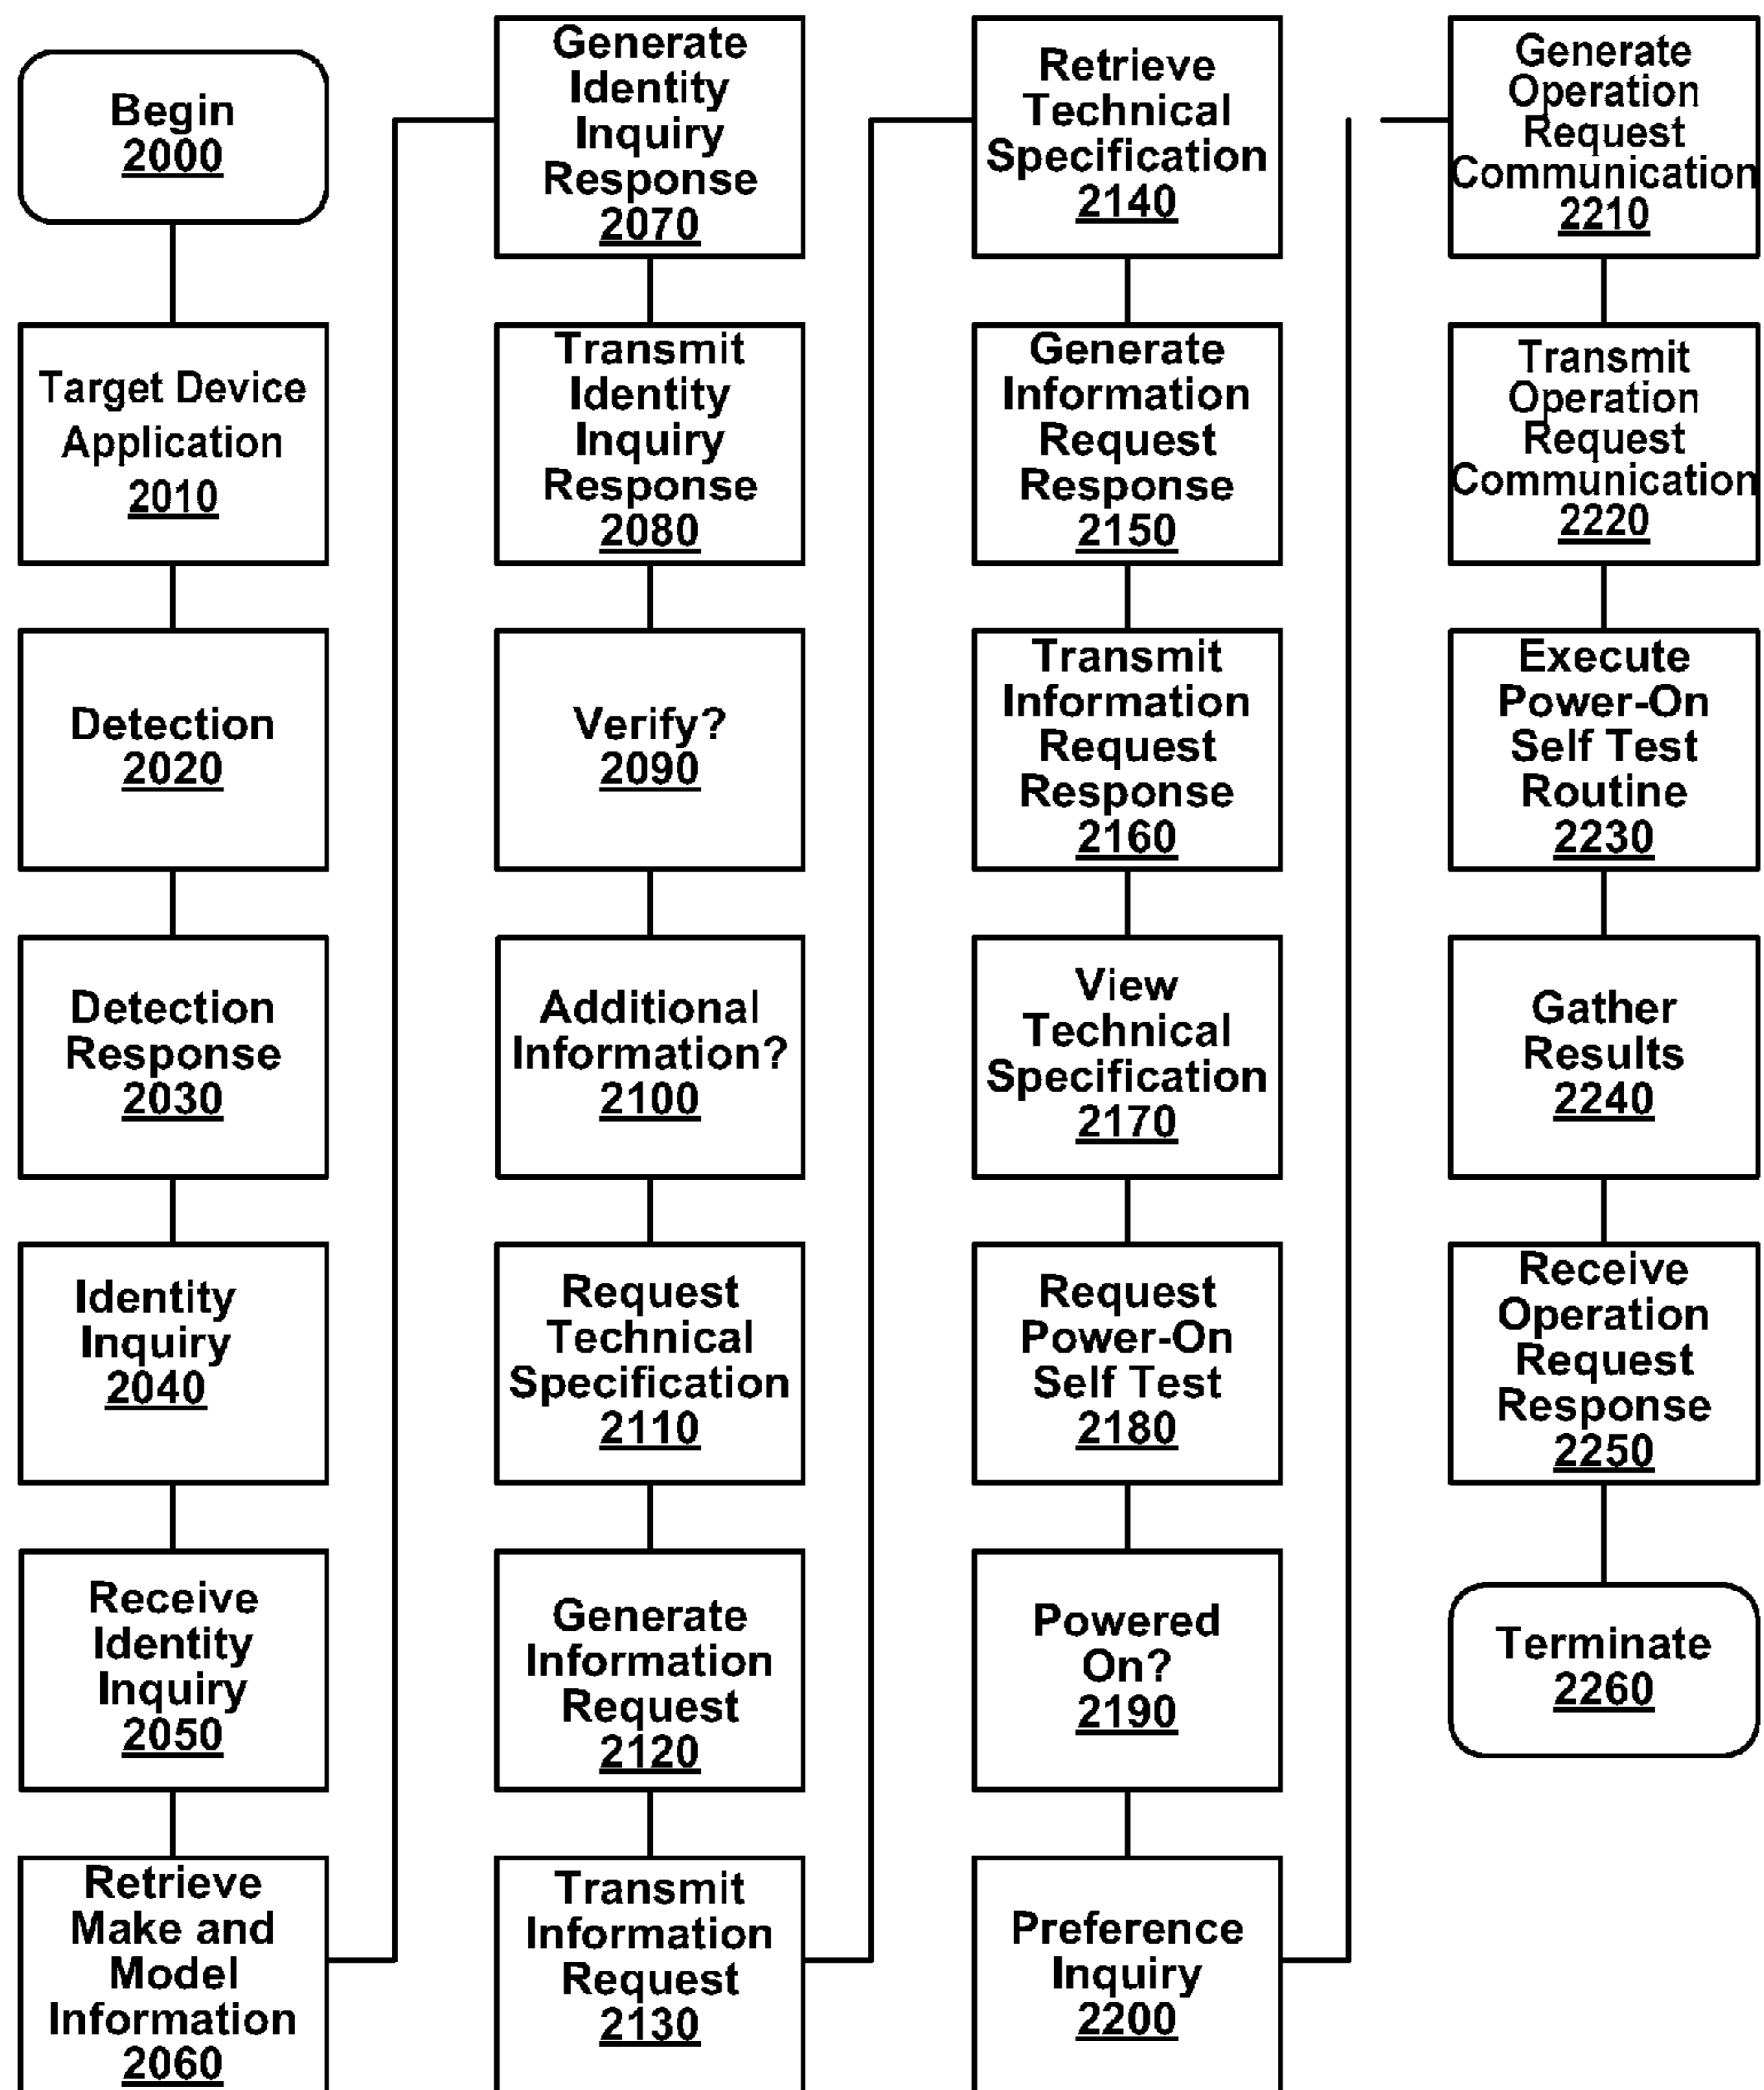 Begin
2000
Target Device
Application
2010
Detection
2020
Detection
Response
2030
Identity
Inquiry
2040
Receive
Identity
Inquiry
2050
Retrieve
Make and
Model
Information
2060
Generate
Identity
Inquiry
Response
2070
Transmit
Identity
Inquiry
Response
2080
Verify?
2090
Additional
Information?
2100
Request
Technical
Specification
2110
Generate
Information
Request
2120
Transmit
Information
Request
2130
Retrieve
Technical
Specification
2140
Generate
Information
Request
Response
2150
Transmit
Information
Request
Response
2160
View
Technical
Specification
2170
Request
Power-On
Self Test
2180
Powered
On?
2190
Preference
Inquiry
2200
Generate
Operation
Request
Communication
2210
Transmit
Operation
Request
Communication
2220
Execute
Power-On
Self Test
Routine
2230
Gather
Results
2240
Receive
Operation
Request
Response
2250
Terminate
2260